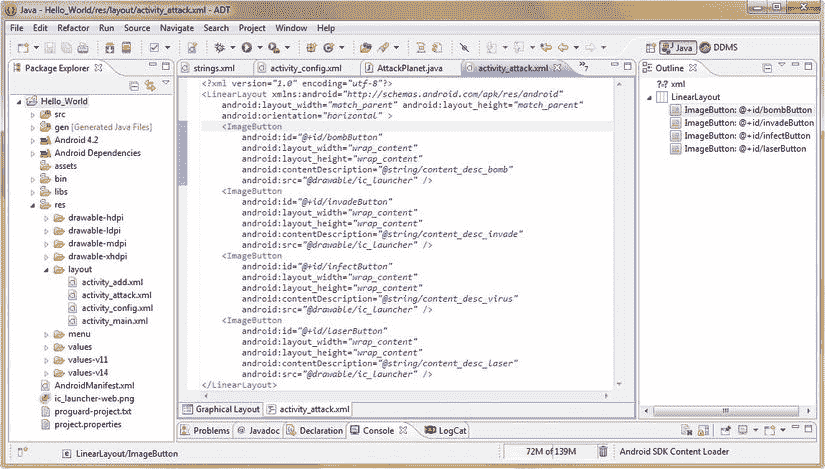 Java - Hello_World/res/layout/activity_attack.xml - ADT
File Edit Refactor Run Source Navigate Search Project Window Help
Java DDMS
Package Explorer
Hello_World
src
gen [Generated Java Files]
Android 4.2
Android Dependencies
assets
bin
libs
res
drawable-hdpi
drawable-ldpi
drawable-mdpi
drawable-xhdpi
layout
activity_add.xml
activity_attack.xml
activity_config.xml
activity_main.xml
menu
values
values-v11
values-v14
AndroidManifest.xml
ic_launcher-web.png
proguard-project.txt
project.properties
strings.xml activity_config.xml AttackPlanet.java activity_attack.xml »2
<?xml version="1.0" encoding="utf-8"?>
<LinearLayout xmlns:android="http://schemas.android.com/apk/res/android"
android:layout_width="match_parent" android:layout_height="match_parent"
android:orientation="horizontal" >
<ImageButton
android:id="@+id/bombButton"
android:layout_width="wrap_content"
android:layout_height="wrap_content"
android:contentDescription="@string/content_desc_bomb"
android:src="@drawable/ic_launcher" />
<ImageButton
android:id="@+id/invadeButton"
android:layout_width="wrap_content"
android:layout_height="wrap_content"
android:contentDescription="@string/content_desc_invade"
android:src="@drawable/ic_launcher" />
<ImageButton
android:id="@+id/infectButton"
android:layout_width="wrap_content"
android:layout_height="wrap_content"
android:contentDescription="@string/content_desc_virus"
android:src="@drawable/ic_launcher" />
<ImageButton
android:id="@+id/laserButton"
android:layout_width="wrap_content"
android:layout_height="wrap_content"
android:contentDescription="@string/content_desc_laser"
android:src="@drawable/ic_launcher" />
</LinearLayout>
Graphical Layout activity_attack.xml
Outline
?-? xml
LinearLayout
ImageButton: @+id/bombButton
ImageButton: @+id/invadeButton
ImageButton: @+id/infectButton
ImageButton: @+id/laserButton
Problems @ Javadoc Declaration Console LogCat
LinearLayout/ImageButton
72M of 139M
Android SDK Content Loader